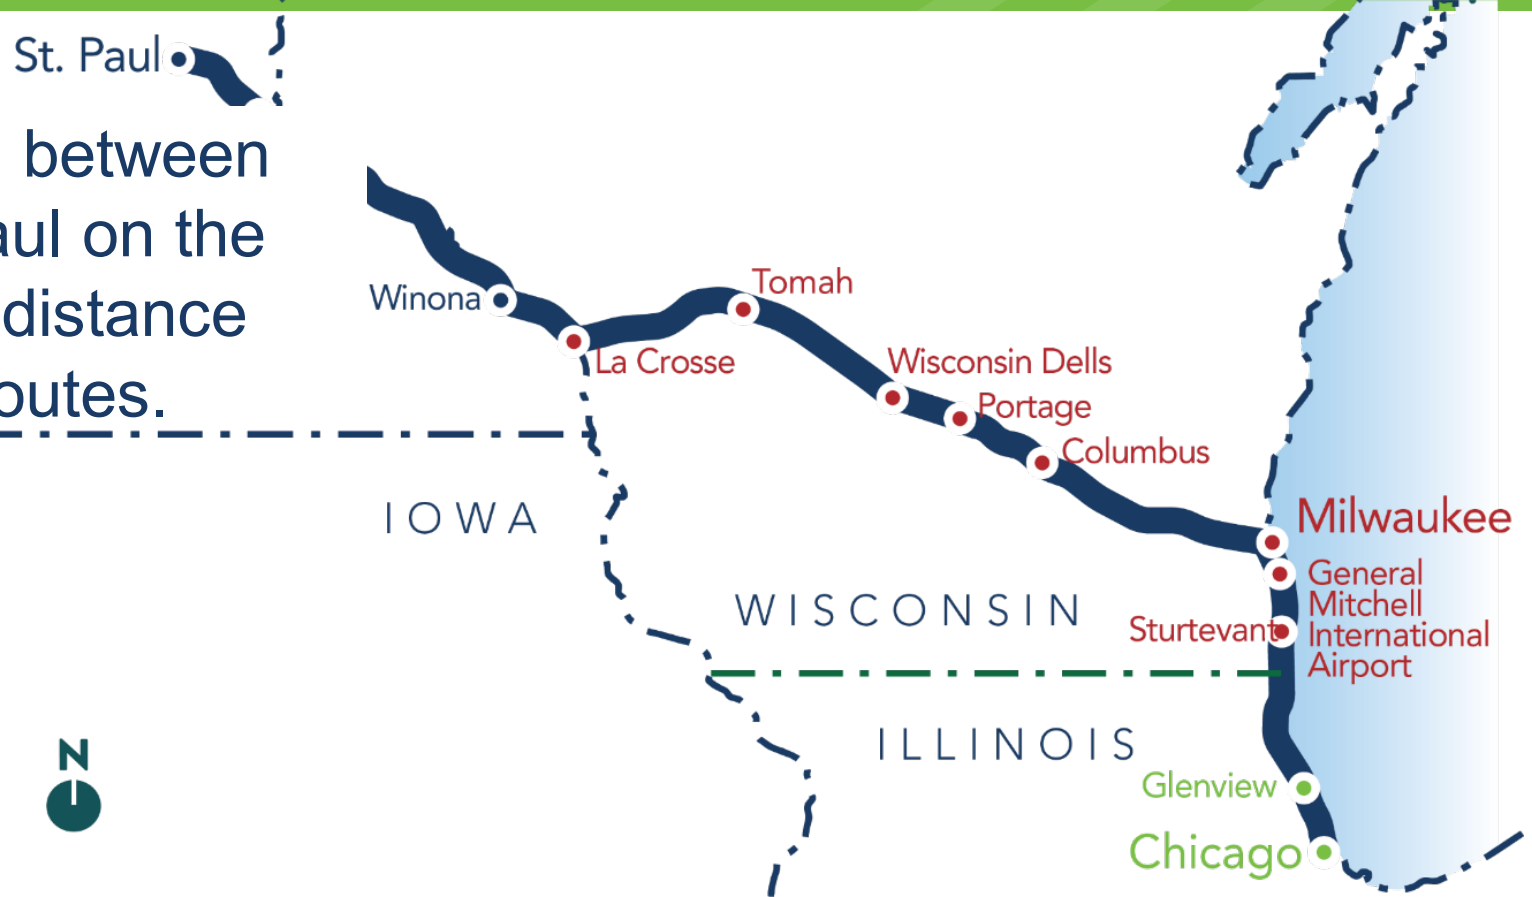 St. Paul
between
aul on the
distance
outes.
Winona
Tomah
La Crosse
Wisconsin Dells
Portage
Columbus
IOWA
Milwaukee
General
Mitchell
International
Airport
WISCONSIN
Sturtevant
ILLINOIS
N
Glenview
Chicago